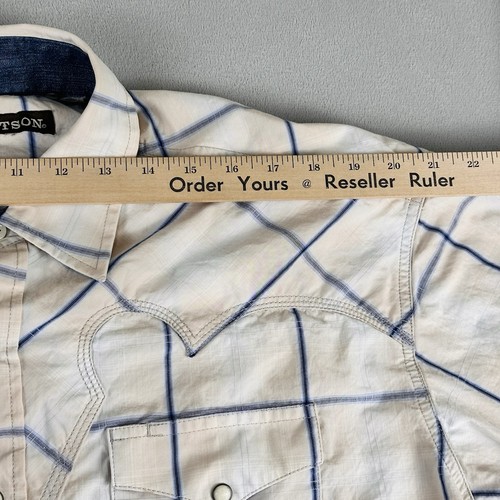 TSON®
11 12 13 14 15 16 17 18 19 20 21 22
Order Yours @ Reseller Ruler